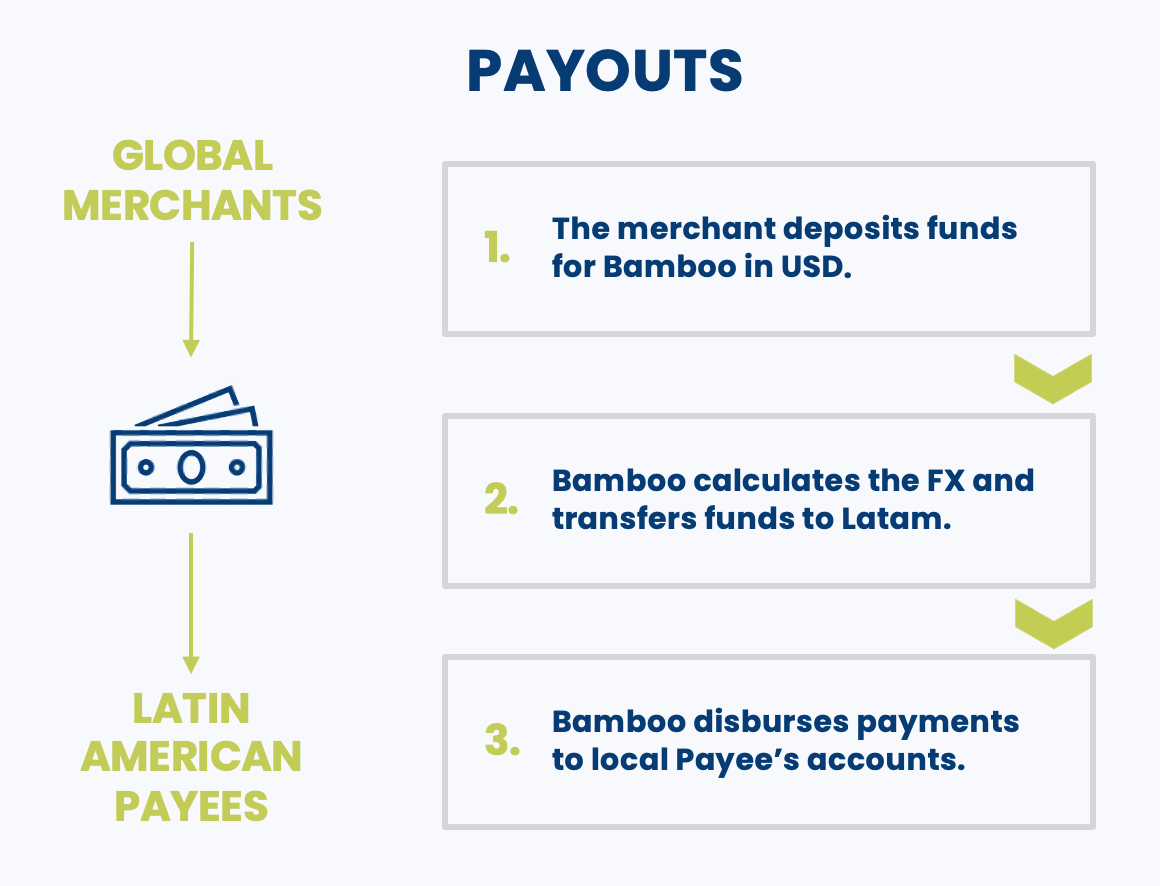 PAYOUTS
GLOBAL
MERCHANTS
LATIN
AMERICAN
PAYEES
1.
The merchant deposits funds
for Bamboo in USD.
2.
Bamboo calculates the FX and
transfers funds to Latam.
3.
Bamboo disburses payments
to local Payee’s accounts.